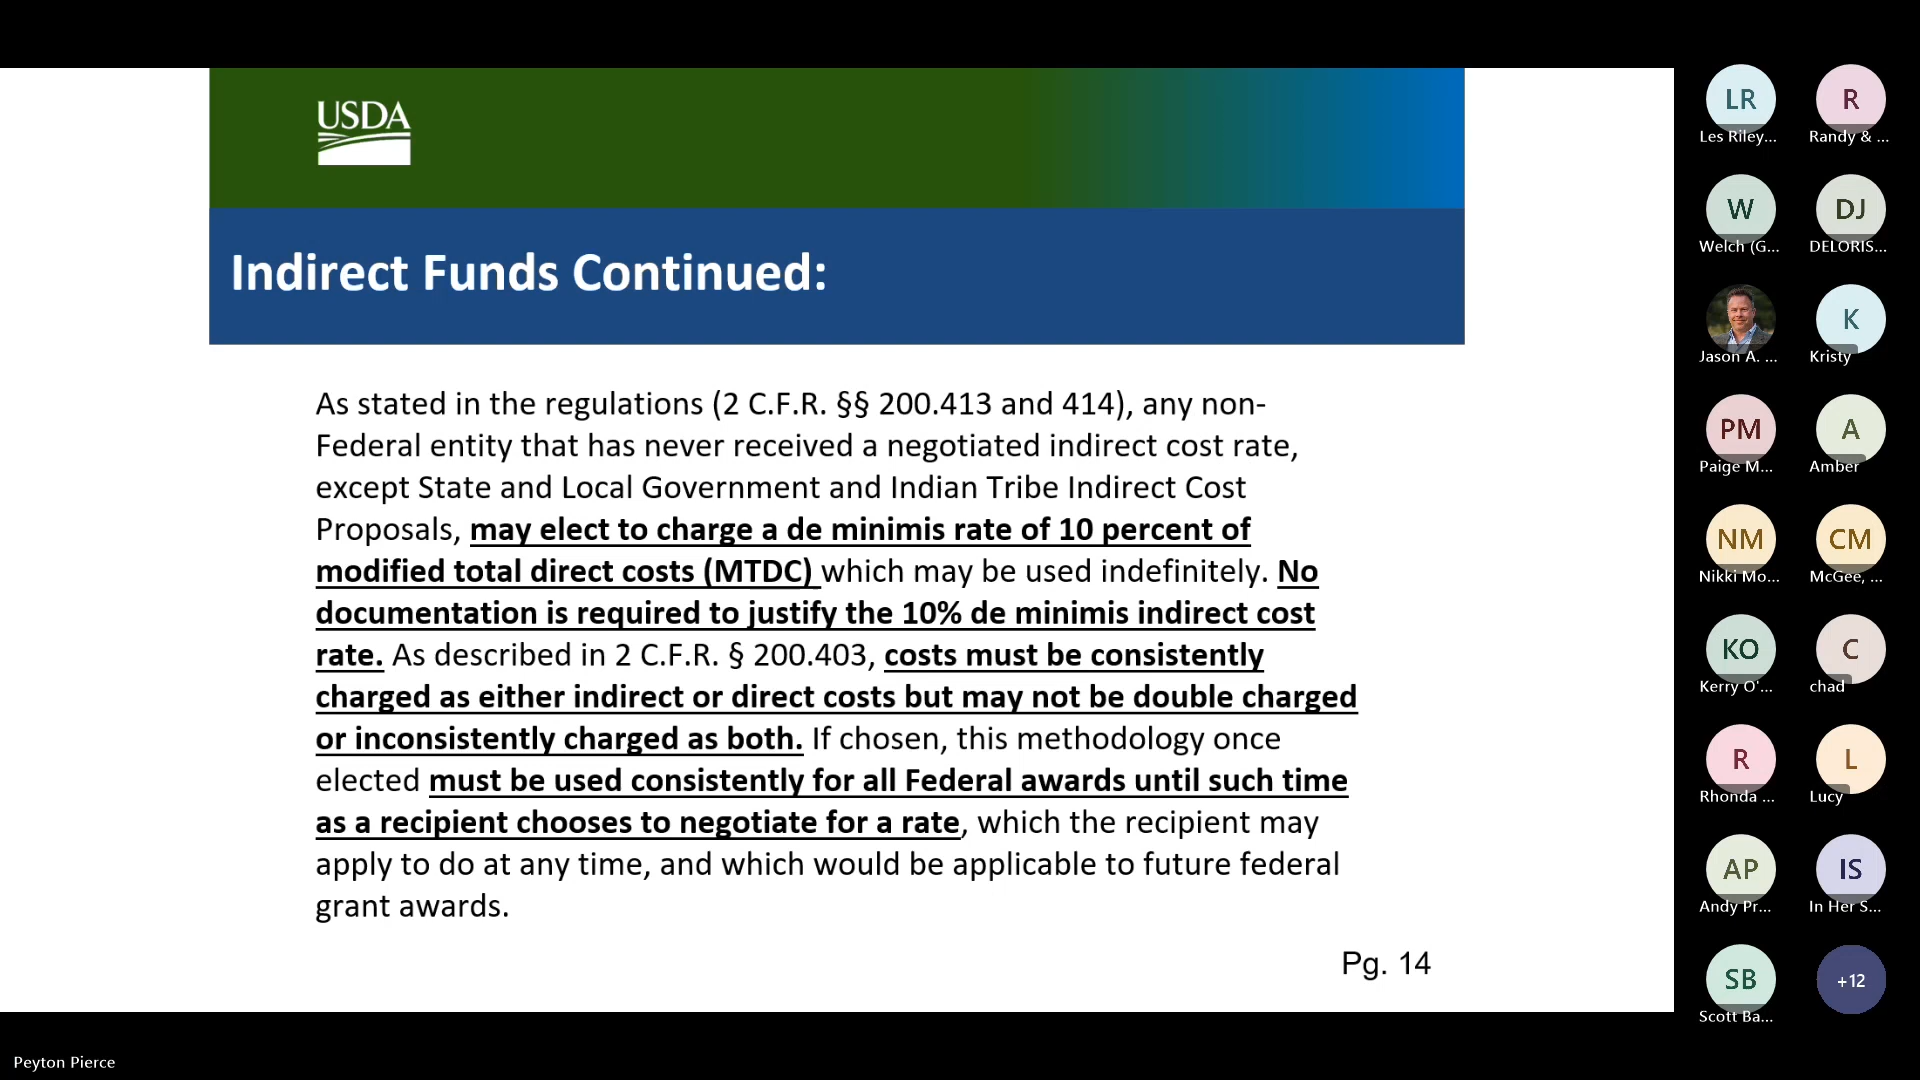 USDA
Indirect Funds Continued:
As stated in the regulations (2 C.F.R. §§ 200.413 and 414), any non-
Federal entity that has never received a negotiated indirect cost rate,
except State and Local Government and Indian Tribe Indirect Cost
Proposals, may elect to charge a de minimis rate of 10 percent of
modified total direct costs (MTDC) which may be used indefinitely. No
documentation is required to justify the 10% de minimis indirect cost
rate. As described in 2 C.F.R. § 200.403, costs must be consistently
charged as either indirect or direct costs but may not be double charged
or inconsistently charged as both. If chosen, this methodology once
elected must be used consistently for all Federal awards until such time
as a recipient chooses to negotiate for a rate, which the recipient may
apply to do at any time, and which would be applicable to future federal
grant awards.
Pg. 14
LR
Les Riley...
R
Randy & ...
W
Welch (G...
DJ
DELORIS...
Jason A. ...
K
Kristy
PM
Paige M...
A
Amber
NM
Nikki Mo...
CM
McGee, ...
KO
Kerry O'...
C
chad
R
Rhonda ...
L
Lucy
AP
Andy Pr...
IS
In Her S...
SB
Scott Ba...
+12
Peyton Pierce